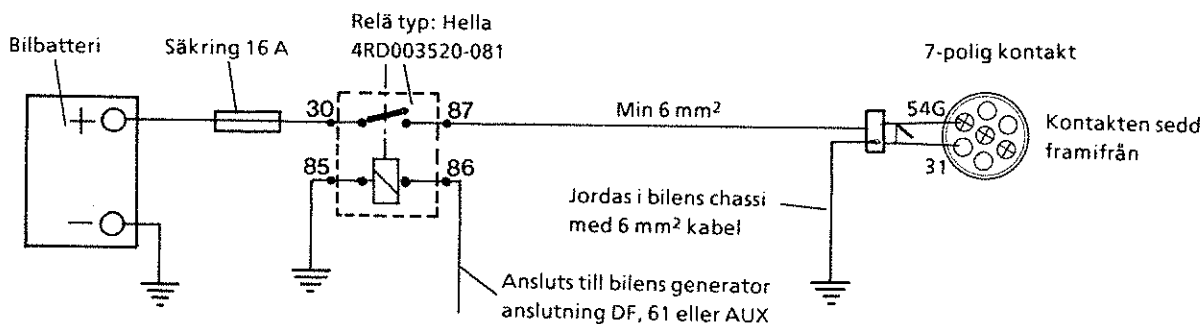 Relä typ: Hella
4RD003520-081
Bilbatteri
Säkring 16 A
7-polig kontakt
+
30
87
Min 6 mm²
54G
Kontakten sedd
framifrån
85
86
31
−
Jordas i bilens chassi
med 6 mm² kabel
Ansluts till bilens generator
anslutning DF, 61 eller AUX